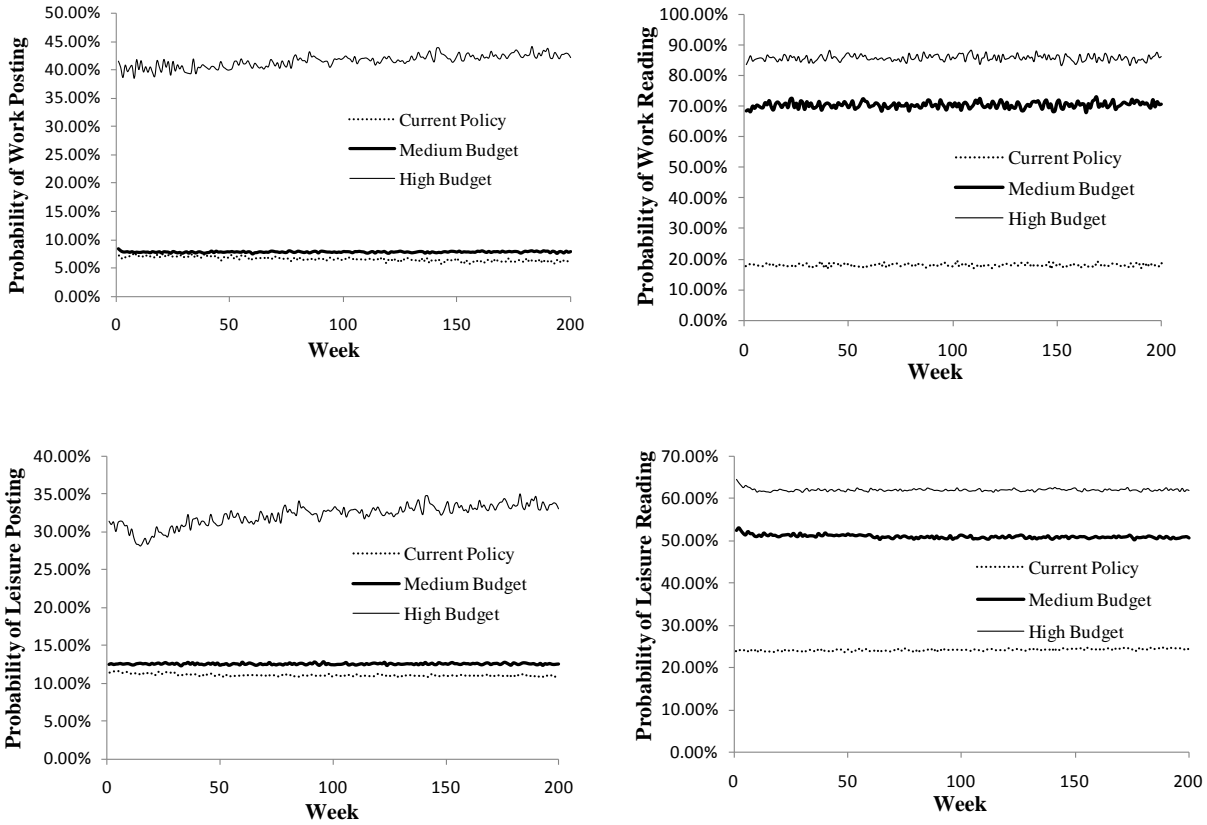 Probability of Work Posting
50.00%
45.00%
40.00%
35.00%
30.00%
25.00%
20.00%
15.00%
10.00%
5.00%
0.00%
Current Policy
Medium Budget
High Budget
0 50 100 150 200
Week
Probability of Work Reading
100.00%
90.00%
80.00%
70.00%
60.00%
50.00%
40.00%
30.00%
20.00%
10.00%
0.00%
Current Policy
Medium Budget
High Budget
0 50 100 150 200
Week
Probability of Leisure Posting
40.00%
35.00%
30.00%
25.00%
20.00%
15.00%
10.00%
5.00%
0.00%
Current Policy
Medium Budget
High Budget
0 50 100 150 200
Week
Probability of Leisure Reading
70.00%
60.00%
50.00%
40.00%
30.00%
20.00%
10.00%
0.00%
Current Policy
Medium Budget
High Budget
0 50 100 150 200
Week